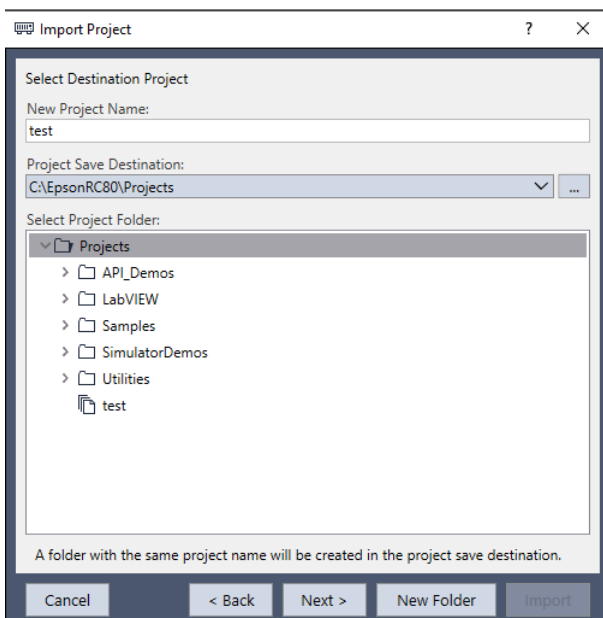 Import Project
?
Select Destination Project
New Project Name:
test
Project Save Destination:
C:\EpsonRC80\Projects
...
Select Project Folder:
Projects
API_Demos
LabVIEW
Samples
SimulatorDemos
Utilities
test
A folder with the same project name will be created in the project save destination.
Cancel < Back Next > New Folder Import